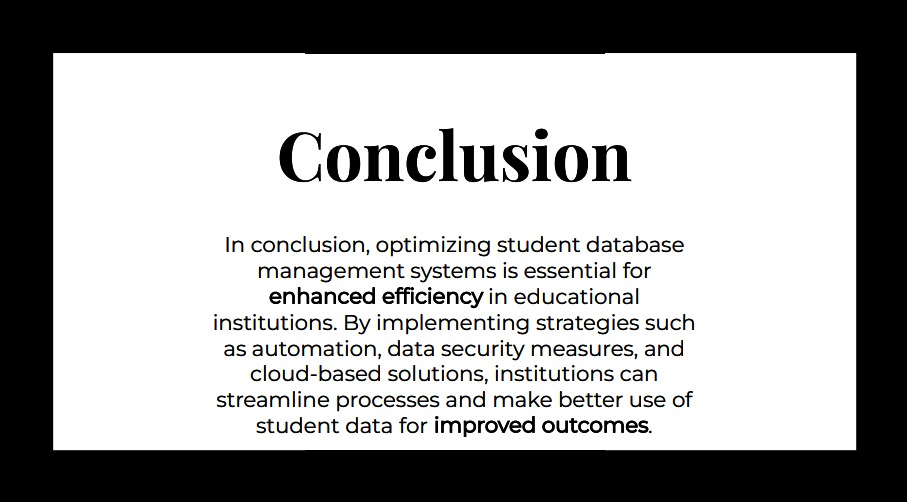 Conclusion
In conclusion, optimizing student database
management systems is essential for
enhanced efficiency in educational
institutions. By implementing strategies such
as automation, data security measures, and
cloud-based solutions, institutions can
streamline processes and make better use of
student data for improved outcomes.